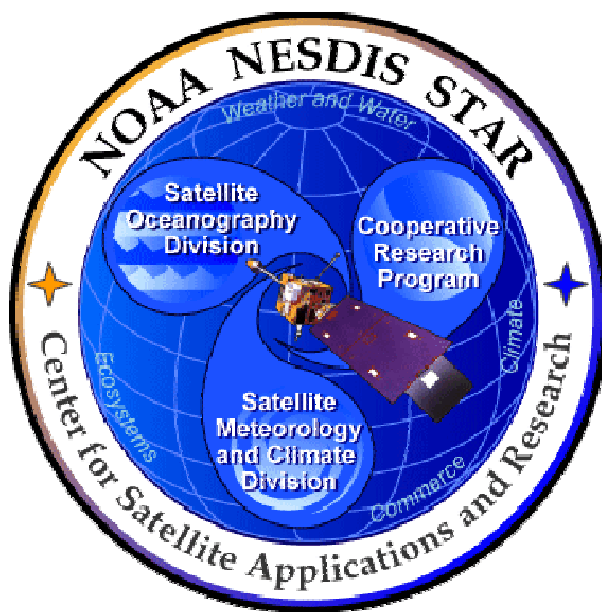 NOAA NESDIS STAR
Weather and Water
Satellite
Oceanography
Division
Cooperative
Research
Program
Climate
Ecosystems
Satellite
Meteorology
and Climate
Division
Commerce
Center for Satellite Applications and Research